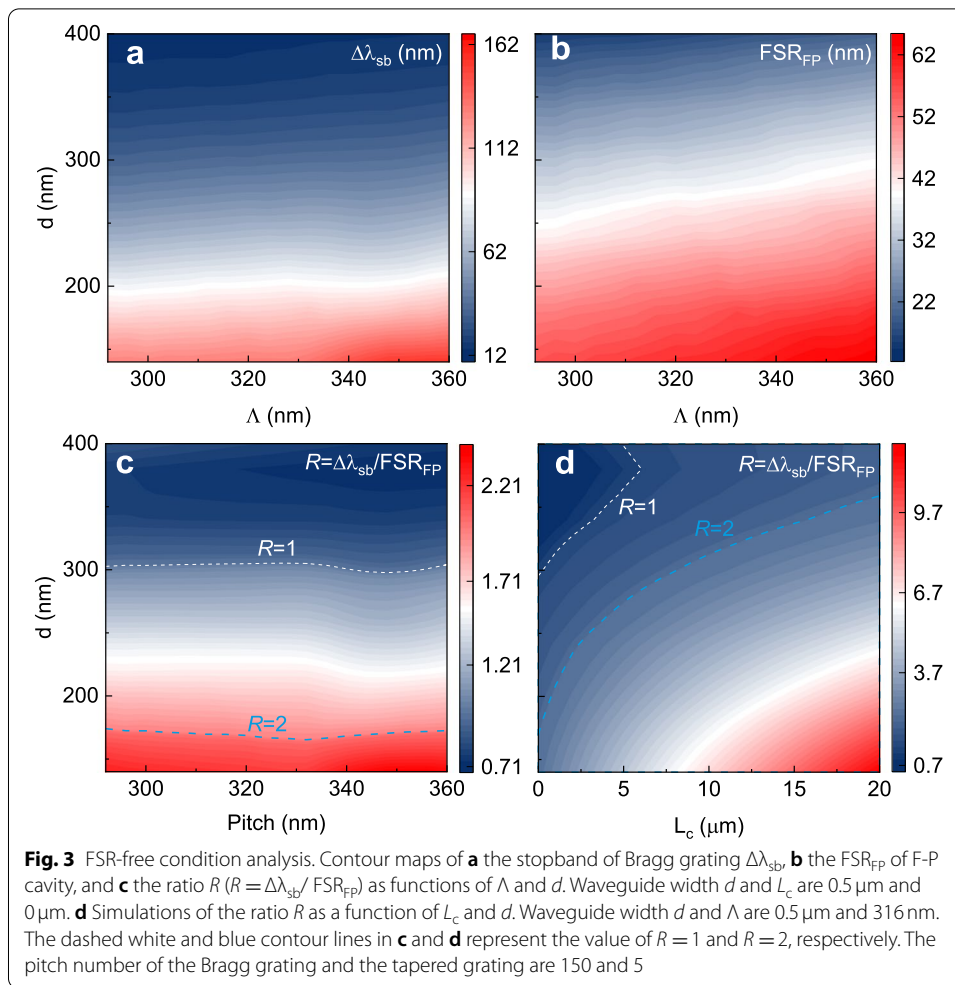 a
Δλsb (nm)
400
300
200
d (nm)
300
320
340
360
Λ (nm)
162
112
62
12
b
FSRFP (nm)
300
320
340
360
Λ (nm)
62
52
42
32
22
c
R=Δλsb/FSRFP
R=1
R=2
400
300
200
d (nm)
300
320
340
360
Pitch (nm)
2.21
1.71
1.21
0.71
d
R=Δλsb/FSRFP
R=1
R=2
0
5
10
15
20
Lc (μm)
9.7
6.7
3.7
0.7
Fig. 3 FSR-free condition analysis. Contour maps of a the stopband of Bragg grating Δλsb, b the FSRFP of F-P
cavity, and c the ratio R (R = Δλsb/ FSRFP) as functions of Λ and d. Waveguide width d and Lc are 0.5 μm and
0 μm. d Simulations of the ratio R as a function of Lc and d. Waveguide width d and Λ are 0.5 μm and 316 nm.
The dashed white and blue contour lines in c and d represent the value of R = 1 and R = 2, respectively. The
pitch number of the Bragg grating and the tapered grating are 150 and 5